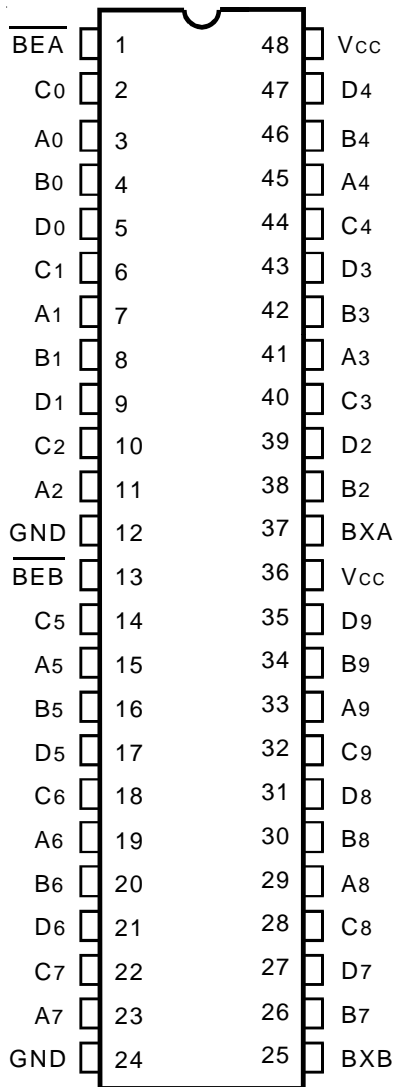 BEA 1 48 Vcc
C0 2 47 D4
A0 3 46 B4
B0 4 45 A4
D0 5 44 C4
C1 6 43 D3
A1 7 42 B3
B1 8 41 A3
D1 9 40 C3
C2 10 39 D2
A2 11 38 B2
GND 12 37 BXA
BEB 13 36 Vcc
C5 14 35 D9
A5 15 34 B9
B5 16 33 A9
D5 17 32 C9
C6 18 31 D8
A6 19 30 B8
B6 20 29 A8
D6 21 28 C8
C7 22 27 D7
A7 23 26 B7
GND 24 25 BXB